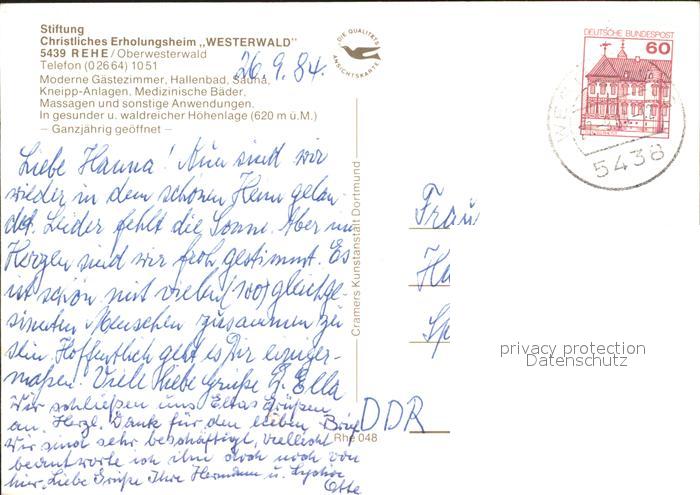 Stiftung
Christliches Erholungsheim „WESTERWALD"
5439 REHE/Oberwesterwald
Telefon (02664) 1051
26.9.84.
Moderne Gästezimmer, Hallenbad, Sauna,
Kneipp-Anlagen, Medizinische Bäder,
Massagen und sonstige Anwendungen.
In gesunder u. waldreicher Höhenlage (620 m ü.M.)
– Ganzjährig geöffnet –
Liebe Hanna! Nun sind wir
wieder in dem schönen Heim gelan-
det. Leider fehlt die Sonne. Aber im
Herzen sind wir froh gestimmt. Es
ist schön mit vielen (100) gleichge-
sinnten Menschen zusammen zu
sein. Hoffentlich geht es Dir einiger-
maßen. Viele liebe Grüße Ella
Wir schließen uns Ellas Grüßen
an. Herzl. Dank für den lieben Brief
Wir sind sehr beschäftigt, vielleicht
beantworte ich ihn doch noch von
hier. Liebe Grüße Ihre Hermann u.
Otte
DIE QUALITÄTS
ANSICHTSKARTE
Cramers Kunstanstalt Dortmund
Rhe 048
DEUTSCHE BUNDESPOST
60
5438
Frau
DDR
privacy protection
Datenschutz